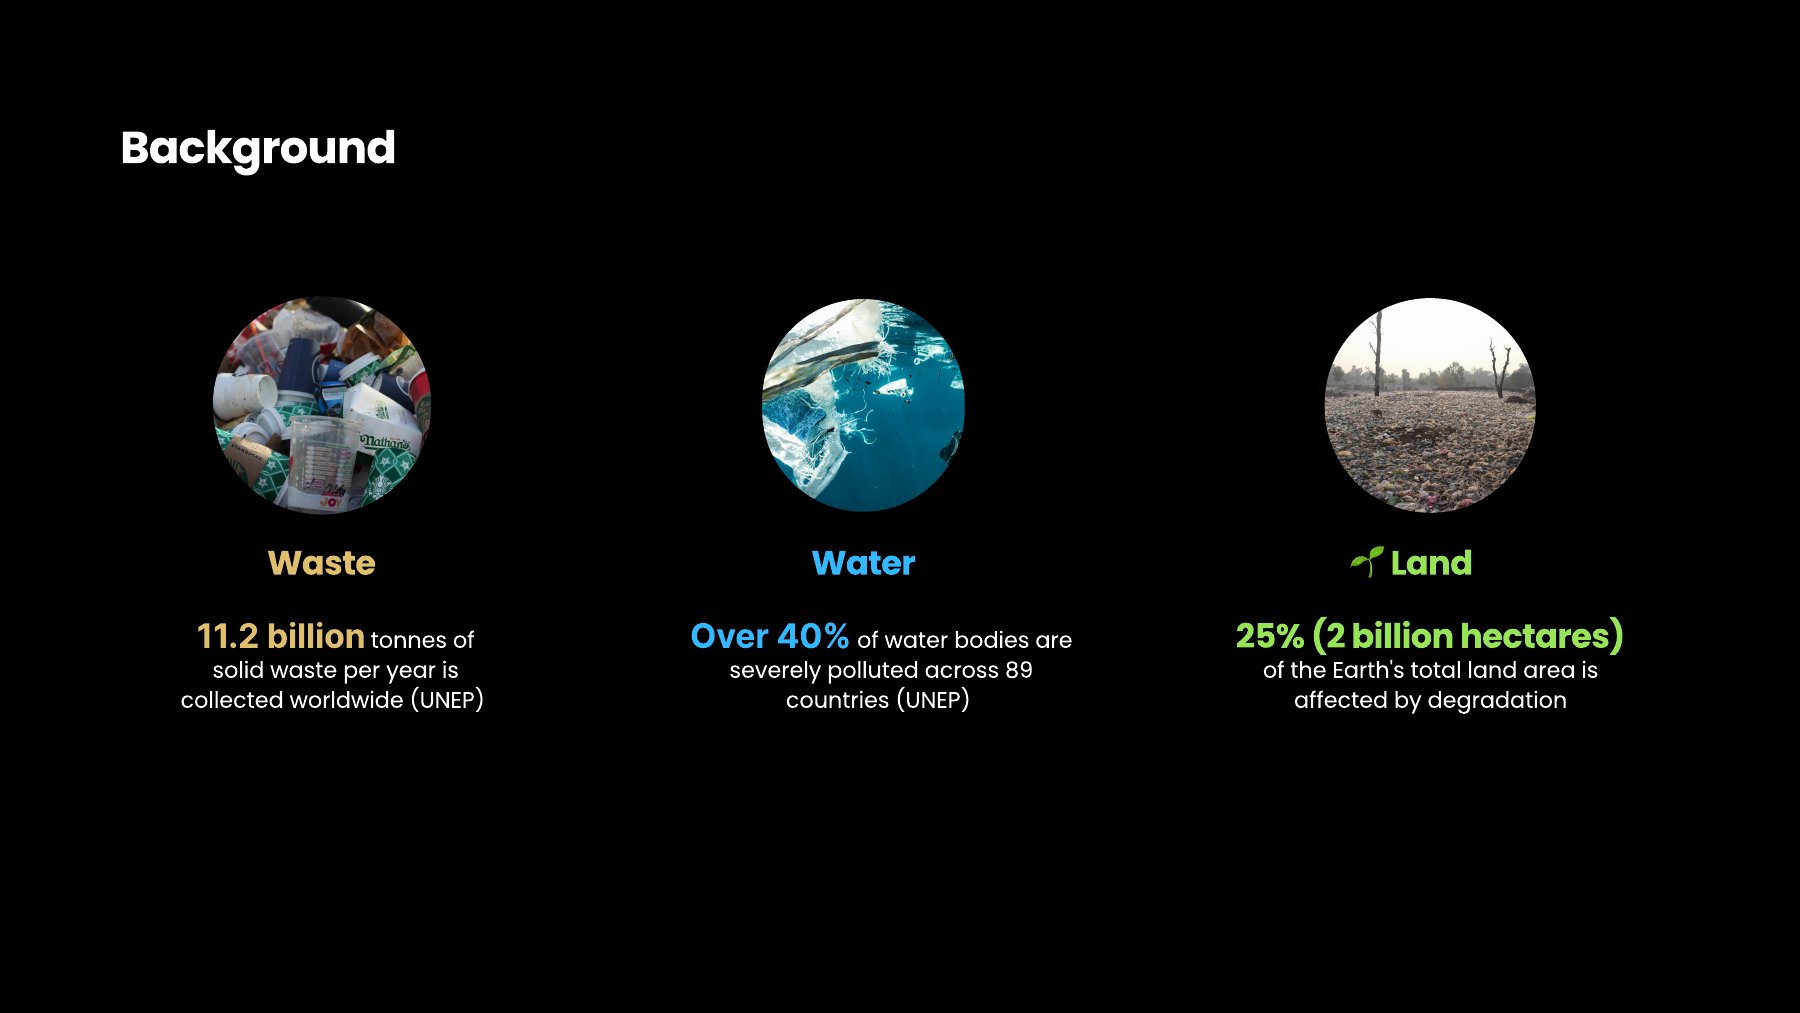 Background
Nathan's
JOY
Waste
Water
🌱 Land
11.2 billion tonnes of
solid waste per year is
collected worldwide (UNEP)
Over 40% of water bodies are
severely polluted across 89
countries (UNEP)
25% (2 billion hectares)
of the Earth's total land area is
affected by degradation